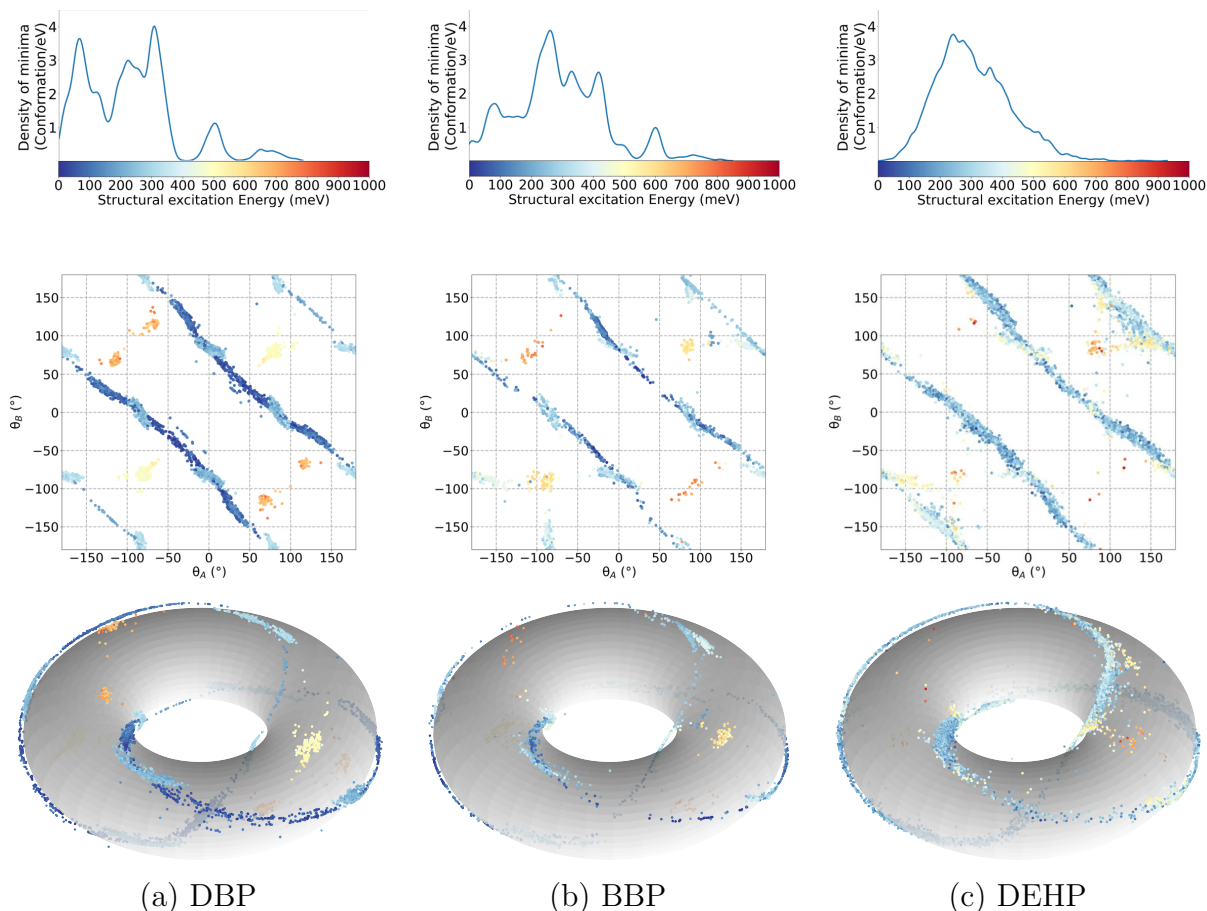 Density of minima
(Conformation/eV)
4
3
2
1
0 100 200 300 400 500 600 700 800 9001000
Structural excitation Energy (meV)
Density of minima
(Conformation/eV)
4
3
2
1
0 100 200 300 400 500 600 700 800 9001000
Structural excitation Energy (meV)
Density of minima
(Conformation/eV)
4
3
2
1
0 100 200 300 400 500 600 700 800 9001000
Structural excitation Energy (meV)
θB (°)
150
100
50
0
−50
−100
−150
−150 −100 −50 0 50 100 150
θA (°)
θB (°)
150
100
50
0
−50
−100
−150
−150 −100 −50 0 50 100 150
θA (°)
θB (°)
150
100
50
0
−50
−100
−150
−150 −100 −50 0 50 100 150
θA (°)
(a) DBP
(b) BBP
(c) DEHP